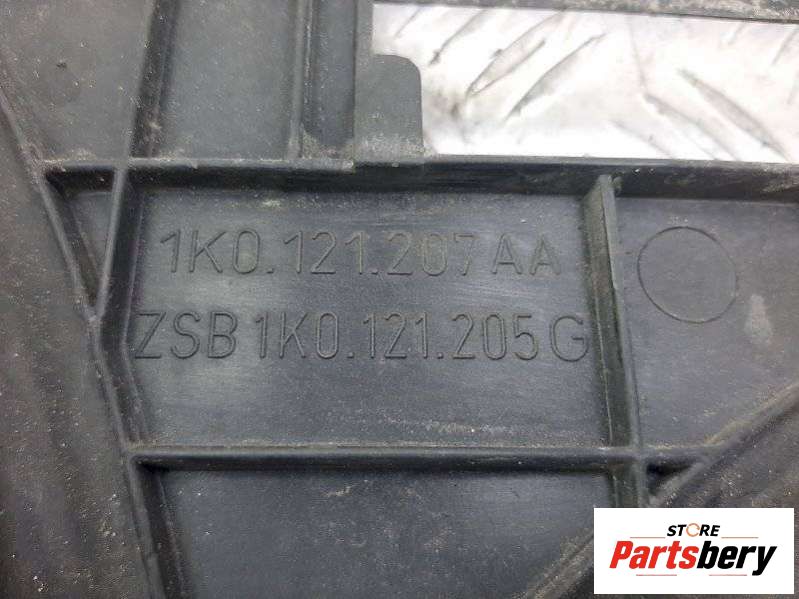 1K0.121.207 AA
ZSB 1K0.121.205 G
STORE
Partsbery